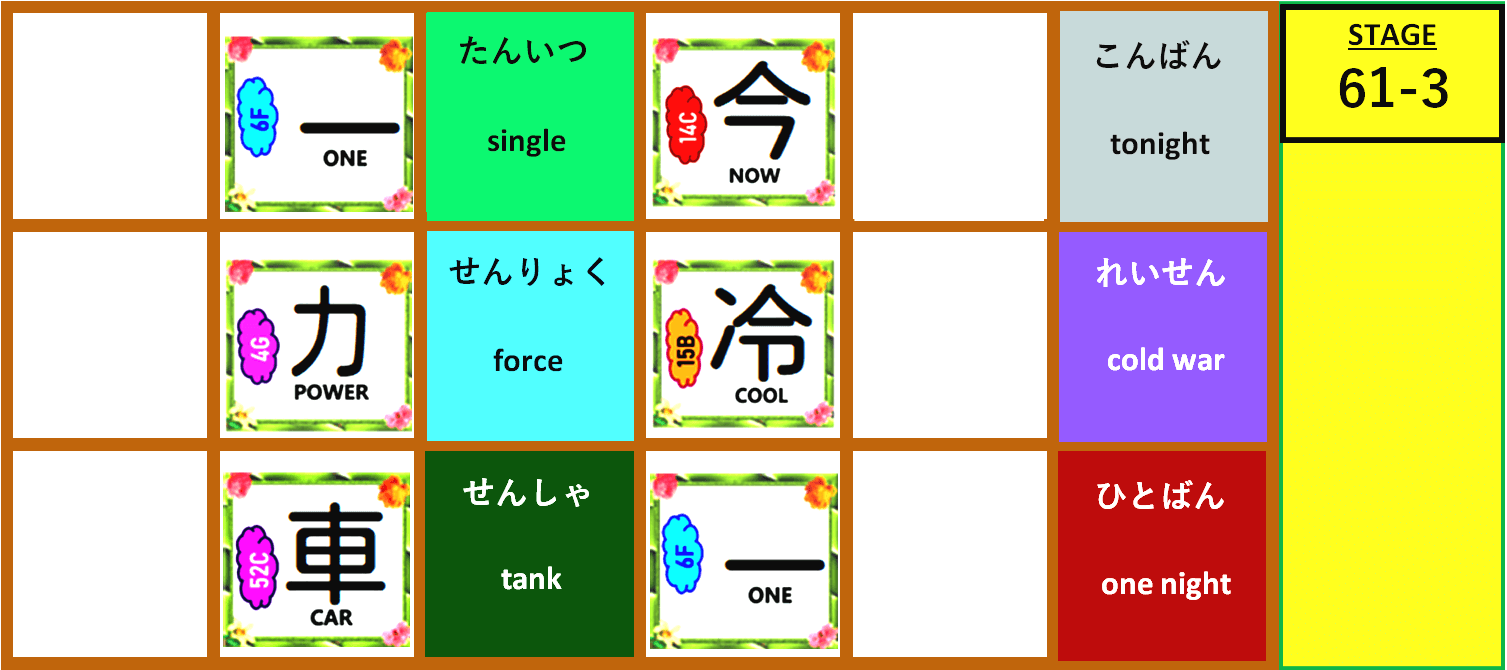 6F
一
ONE
たんいつ
single
14C
今
NOW
こんばん
tonight
STAGE
61-3
4G
力
POWER
せんりょく
force
15B
冷
COOL
れいせん
cold war
52C
車
CAR
せんしゃ
tank
6F
一
ONE
ひとばん
one night